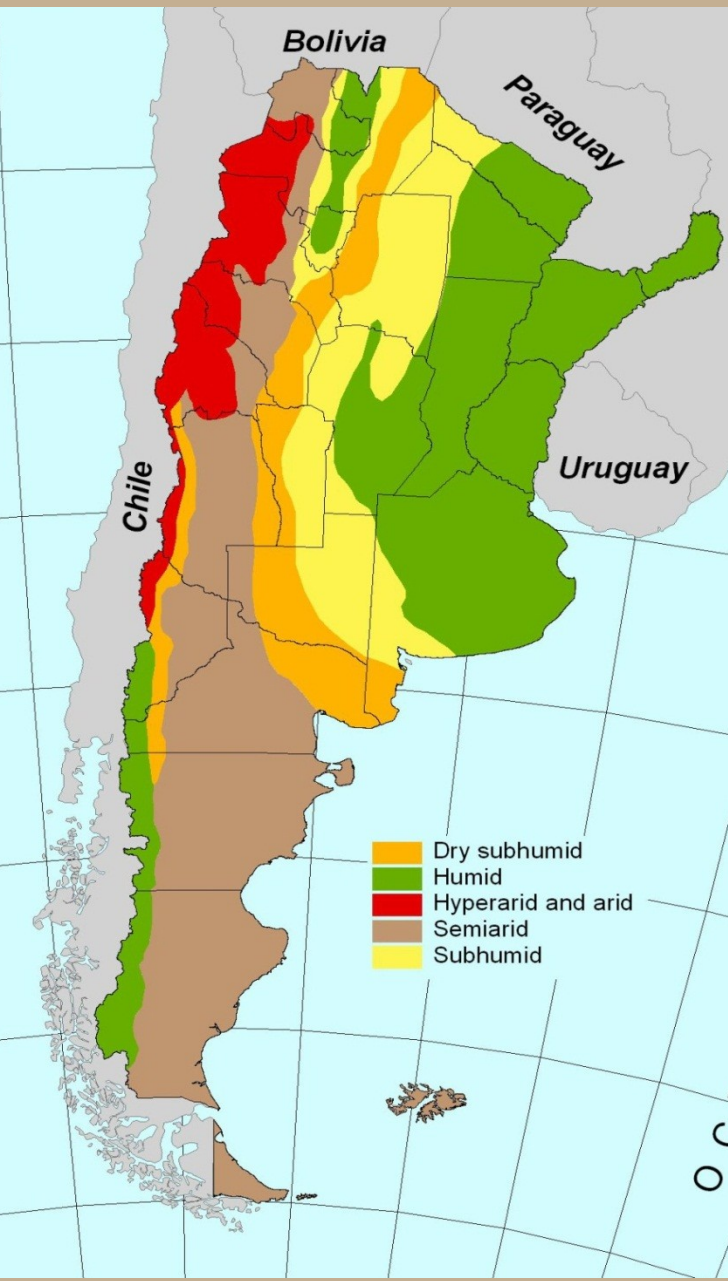 Bolivia
Paraguay
Uruguay
Chile
Dry subhumid
Humid
Hyperarid and arid
Semiarid
Subhumid
O C